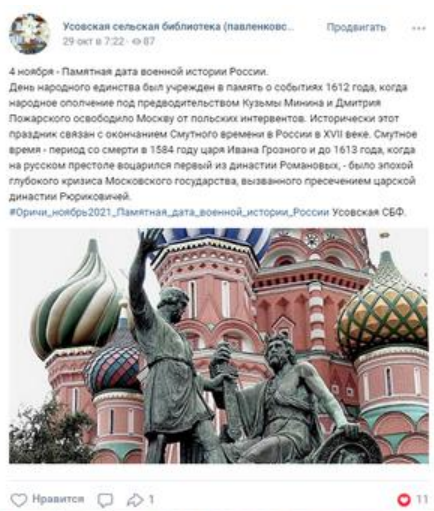 Усовская сельская библиотека (павленковс...
Продвигать
29 окт в 7:22 · 87
4 ноября - Памятная дата военной истории России.
День народного единства был учрежден в память о событиях 1612 года, когда
народное ополчение под предводительством Кузьмы Минина и Дмитрия
Пожарского освободило Москву от польских интервентов. Исторически этот
праздник связан с окончанием Смутного времени в России в XVII веке. Смутное
время - период со смерти в 1584 году царя Ивана Грозного и до 1613 года, когда
на русском престоле воцарился первый из династии Романовых, - было эпохой
глубокого кризиса Московского государства, вызванного пресечением царской
династии Рюриковичей.
#Оричи_ноябрь2021_Памятная_дата_военной_истории_России Усовская СБФ.
Нравится
1
11